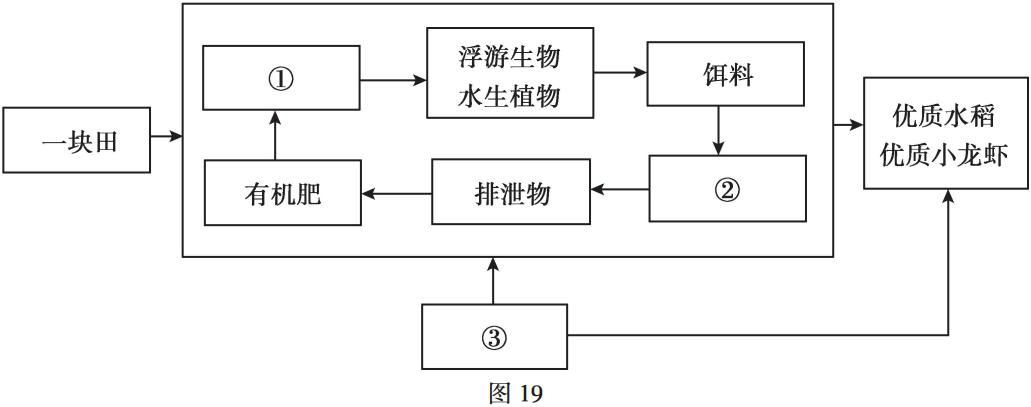 一块田
①
浮游生物
水生植物
饵料
有机肥
排泄物
②
优质水稻
优质小龙虾
③
图 19